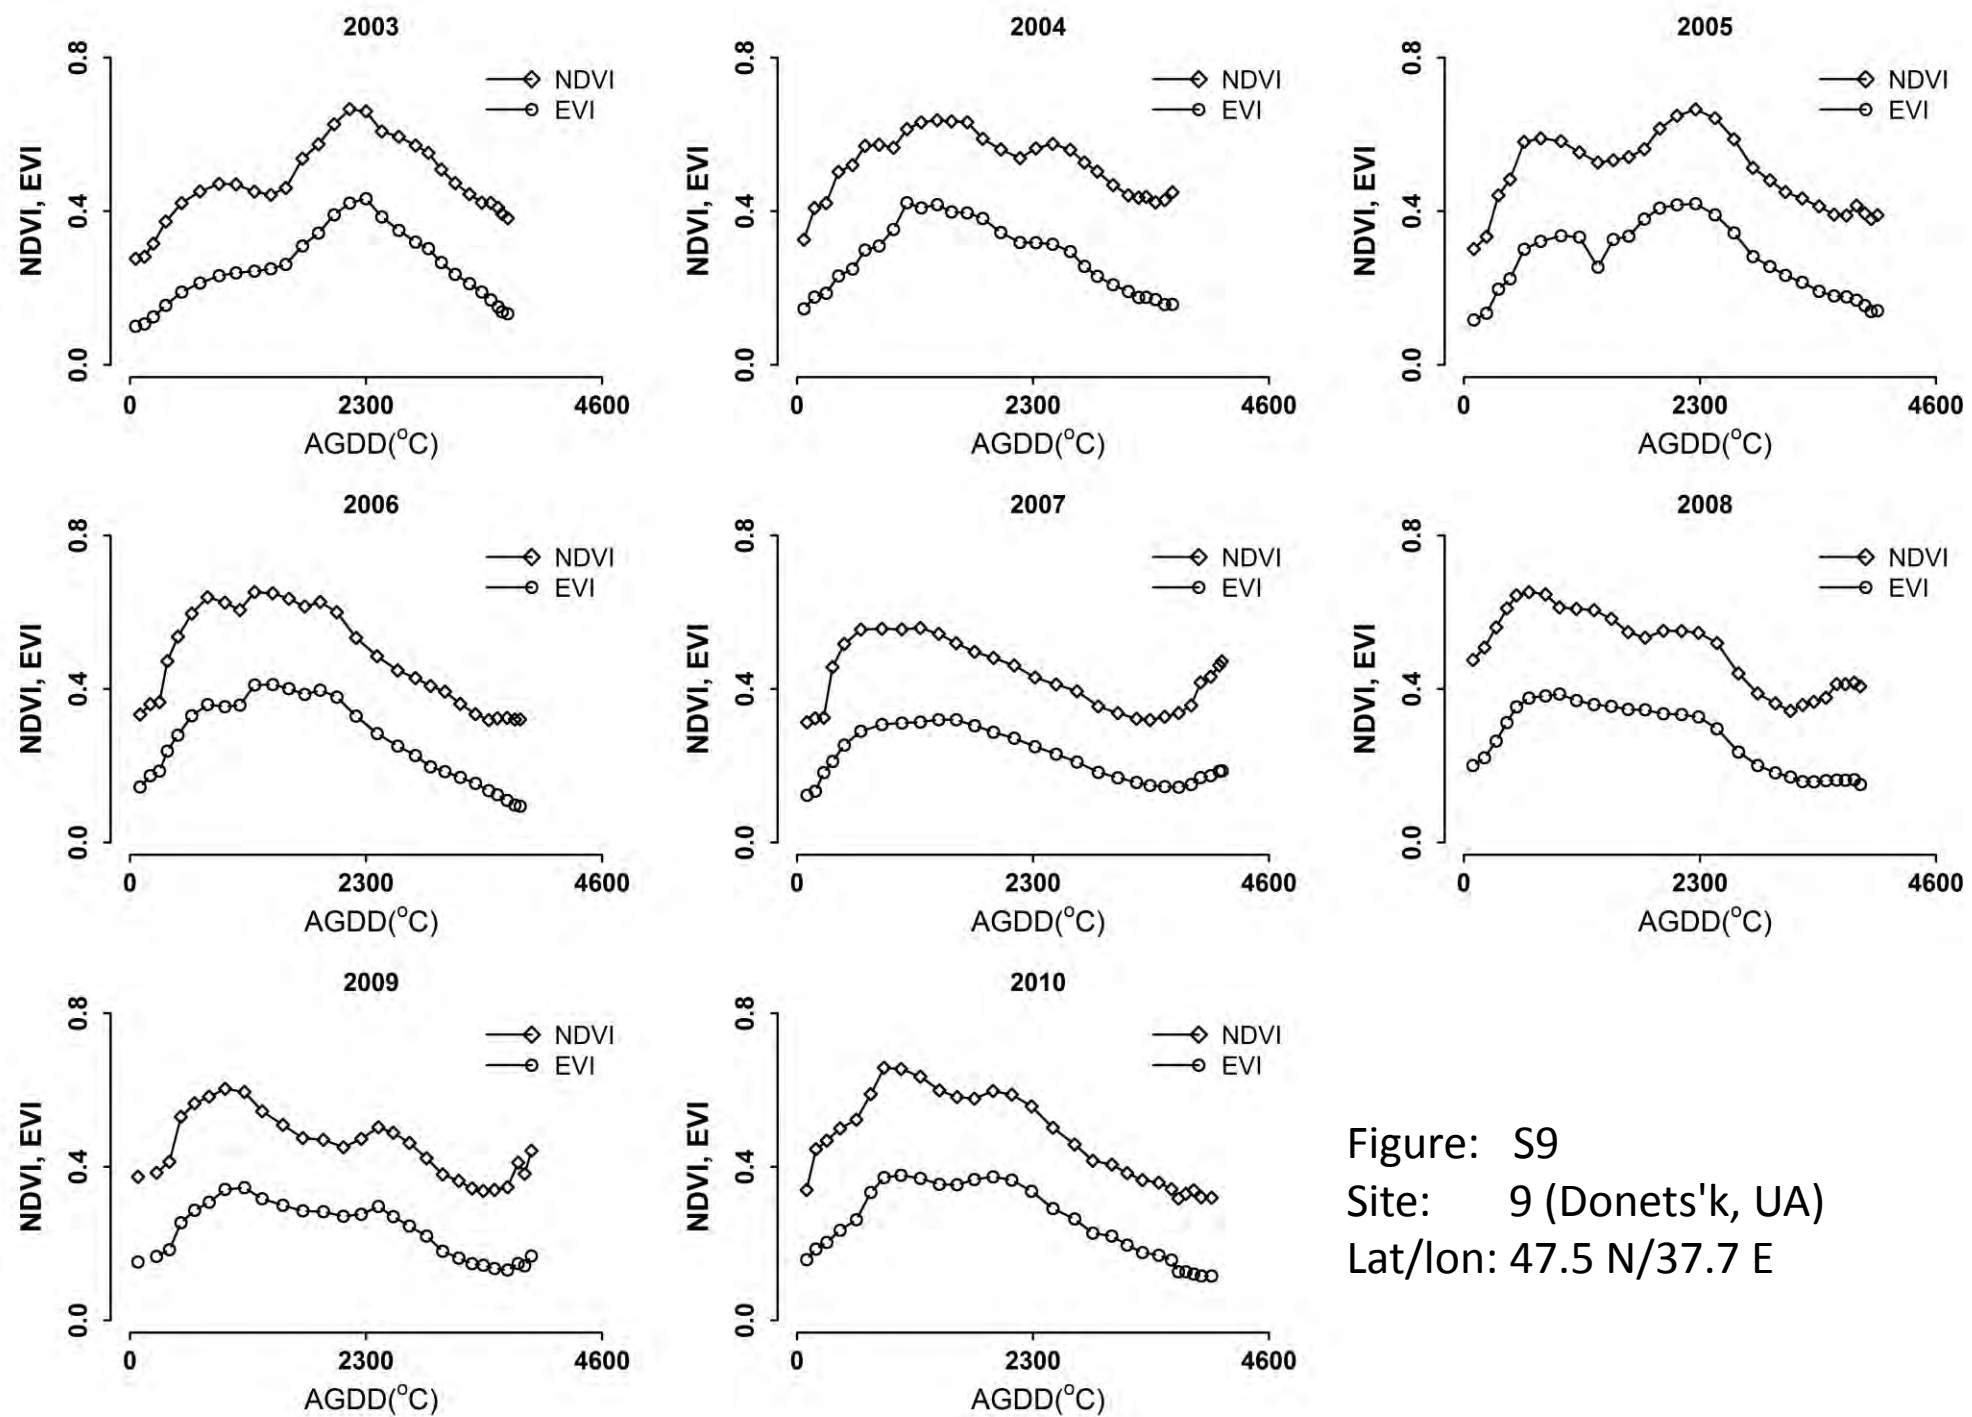 2003
NDVI
EVI
NDVI, EVI
0.8
0.4
0.0
0 2300 4600
AGDD(°C)
2004
NDVI
EVI
NDVI, EVI
0.8
0.4
0.0
0 2300 4600
AGDD(°C)
2005
NDVI
EVI
NDVI, EVI
0.8
0.4
0.0
0 2300 4600
AGDD(°C)
2006
NDVI
EVI
NDVI, EVI
0.8
0.4
0.0
0 2300 4600
AGDD(°C)
2007
NDVI
EVI
NDVI, EVI
0.8
0.4
0.0
0 2300 4600
AGDD(°C)
2008
NDVI
EVI
NDVI, EVI
0.8
0.4
0.0
0 2300 4600
AGDD(°C)
2009
NDVI
EVI
NDVI, EVI
0.8
0.4
0.0
0 2300 4600
AGDD(°C)
2010
NDVI
EVI
NDVI, EVI
0.8
0.4
0.0
0 2300 4600
AGDD(°C)
Figure: S9
Site: 9 (Donets'k, UA)
Lat/lon: 47.5 N/37.7 E